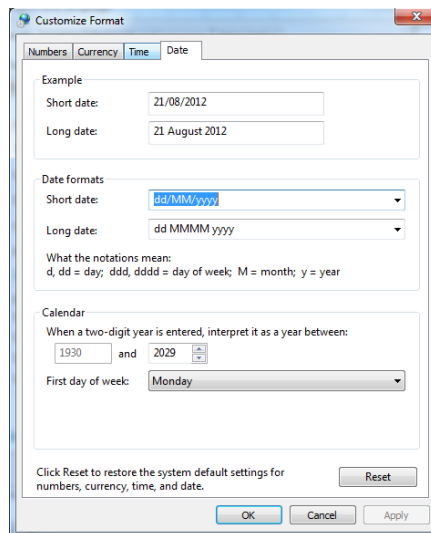 Customize Format
Numbers Currency Time Date
Example
Short date: 21/08/2012
Long date: 21 August 2012
Date formats
Short date: dd/MM/yyyy
Long date: dd MMMM yyyy
What the notations mean:
d, dd = day; ddd, dddd = day of week; M = month; y = year
Calendar
When a two-digit year is entered, interpret it as a year between:
1930 and 2029
First day of week: Monday
Click Reset to restore the system default settings for
numbers, currency, time, and date.
Reset
OK Cancel Apply